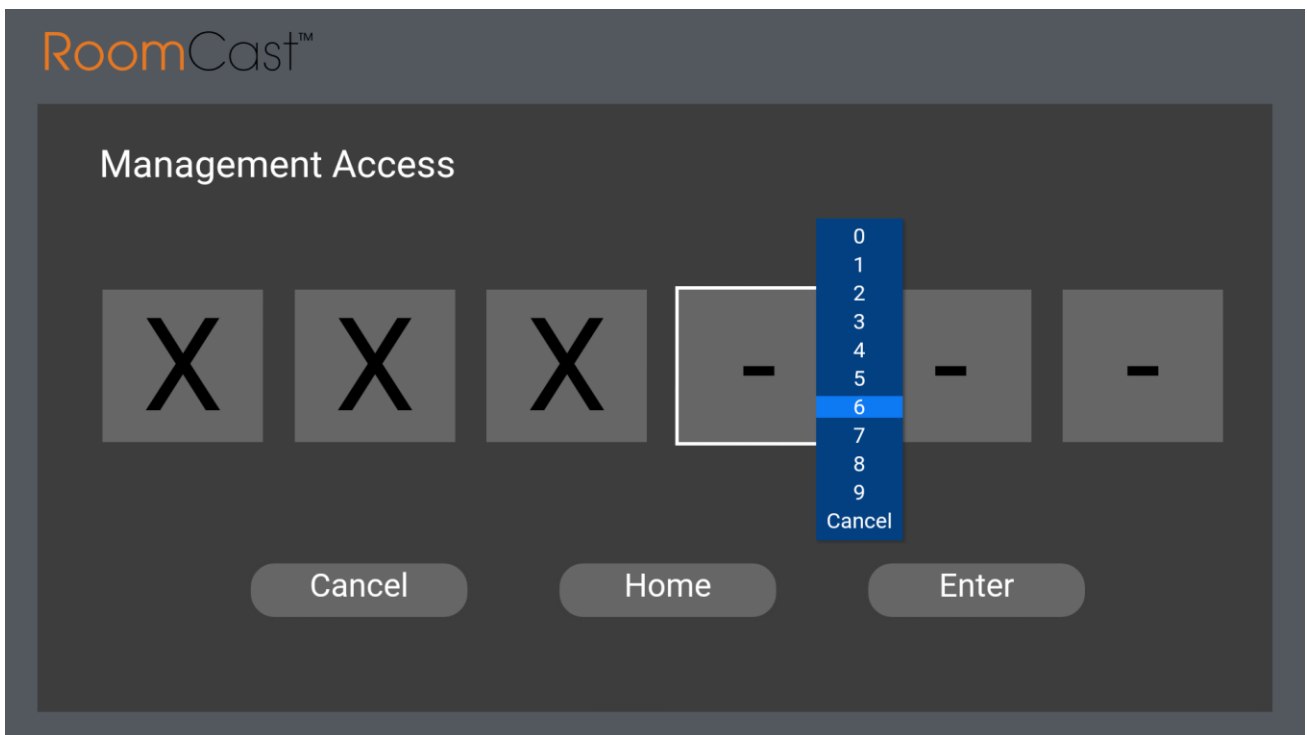 RoomCast™
Management Access
X X X - - -
0
1
2
3
4
5
6
7
8
9
Cancel
Cancel Home Enter